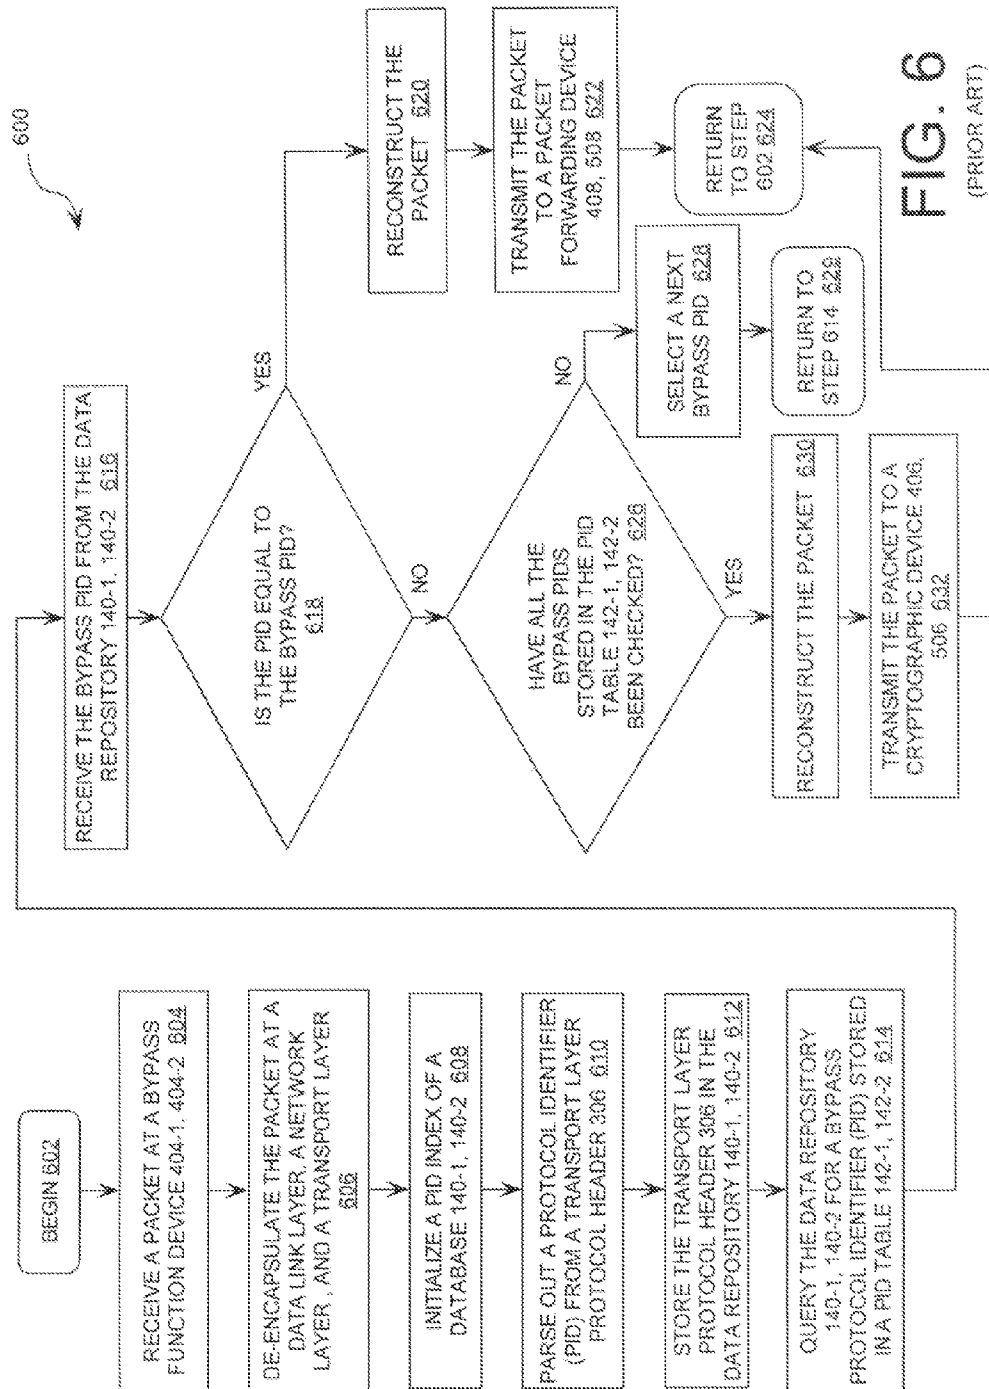 600
BEGIN 602
RECEIVE A PACKET AT A BYPASS
FUNCTION DEVICE 404-1, 404-2 604
DE-ENCAPSULATE THE PACKET AT A
DATA LINK LAYER, A NETWORK
LAYER, AND A TRANSPORT LAYER
606
INITIALIZE A PID INDEX OF A
DATABASE 140-1, 140-2 608
PARSE OUT A PROTOCOL IDENTIFIER
(PID) FROM A TRANSPORT LAYER
PROTOCOL HEADER 306 610
STORE THE TRANSPORT LAYER
PROTOCOL HEADER 306 IN THE
DATA REPOSITORY 140-1, 140-2 612
QUERY THE DATA REPOSITORY
140-1, 140-2 FOR A BYPASS
PROTOCOL IDENTIFIER (PID) STORED
IN A PID TABLE 142-1, 142-2 614
RECEIVE THE BYPASS PID FROM THE DATA
REPOSITORY 140-1, 140-2 616
IS THE PID EQUAL TO
THE BYPASS PID?
618
YES
NO
RECONSTRUCT THE
PACKET 620
TRANSMIT THE PACKET
TO A PACKET
FORWARDING DEVICE
408, 508 622
RETURN
TO STEP
602 624
HAVE ALL THE
BYPASS PIDS
STORED IN THE PID
TABLE 142-1, 142-2
BEEN CHECKED? 626
NO
YES
SELECT A NEXT
BYPASS PID 628
RETURN TO
STEP 614 629
RECONSTRUCT THE PACKET 630
TRANSMIT THE PACKET TO A
CRYPTOGRAPHIC DEVICE 406,
506 632
FIG. 6
(PRIOR ART)